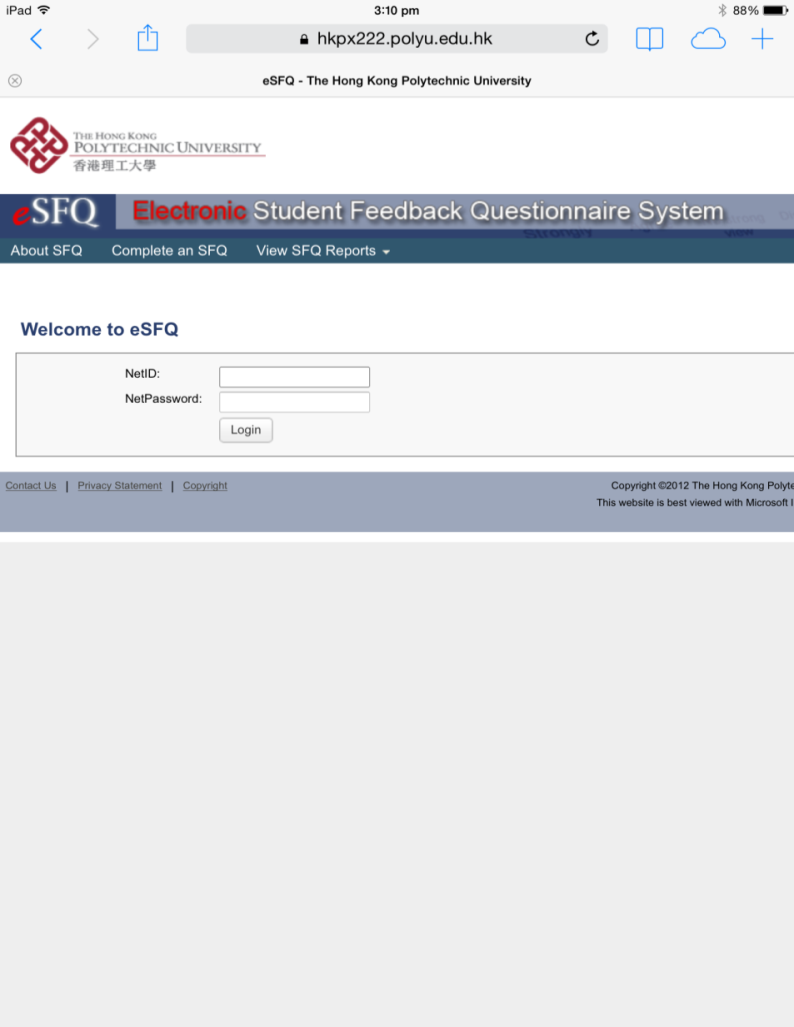 iPad 3:10 pm 88%
hkpx222.polyu.edu.hk
eSFQ - The Hong Kong Polytechnic University
THE HONG KONG
POLYTECHNIC UNIVERSITY
香港理工大學
eSFQ Electronic Student Feedback Questionnaire System
Strongly view
About SFQ Complete an SFQ View SFQ Reports
Welcome to eSFQ
NetID:
NetPassword:
Login
Contact Us | Privacy Statement | Copyright Copyright ©2012 The Hong Kong Polyte
This website is best viewed with Microsoft I